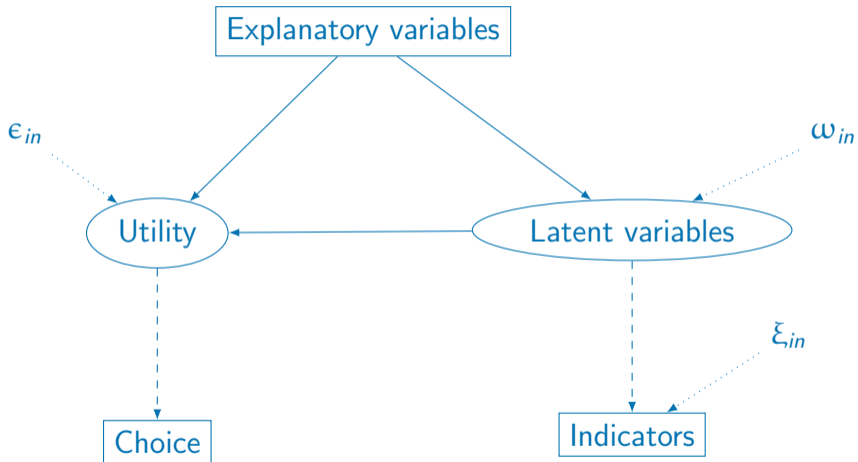 Explanatory variables
ϵin
ωin
Utility
Latent variables
ξin
Choice
Indicators